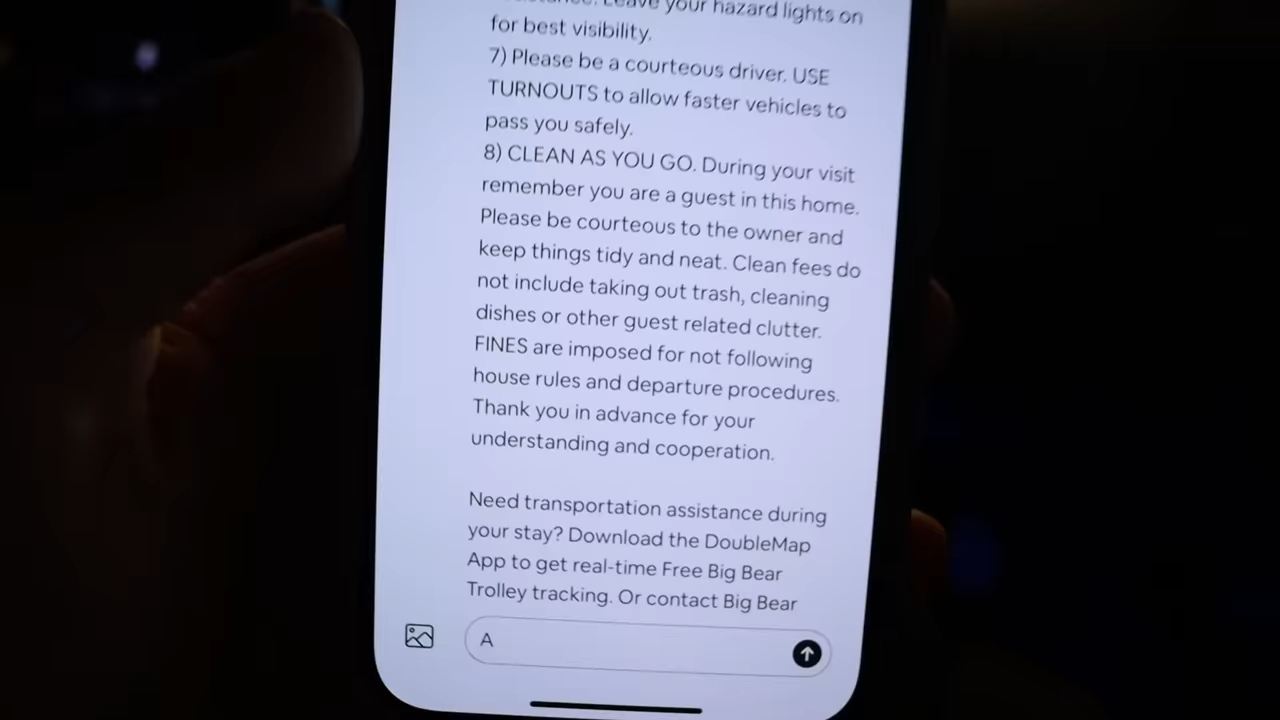 Leave your hazard lights on
for best visibility.
7) Please be a courteous driver. USE
TURNOUTS to allow faster vehicles to
pass you safely.
8) CLEAN AS YOU GO. During your visit
remember you are a guest in this home.
Please be courteous to the owner and
keep things tidy and neat. Clean fees do
not include taking out trash, cleaning
dishes or other guest related clutter.
FINES are imposed for not following
house rules and departure procedures.
Thank you in advance for your
understanding and cooperation.
Need transportation assistance during
your stay? Download the DoubleMap
App to get real-time Free Big Bear
Trolley tracking. Or contact Big Bear
A